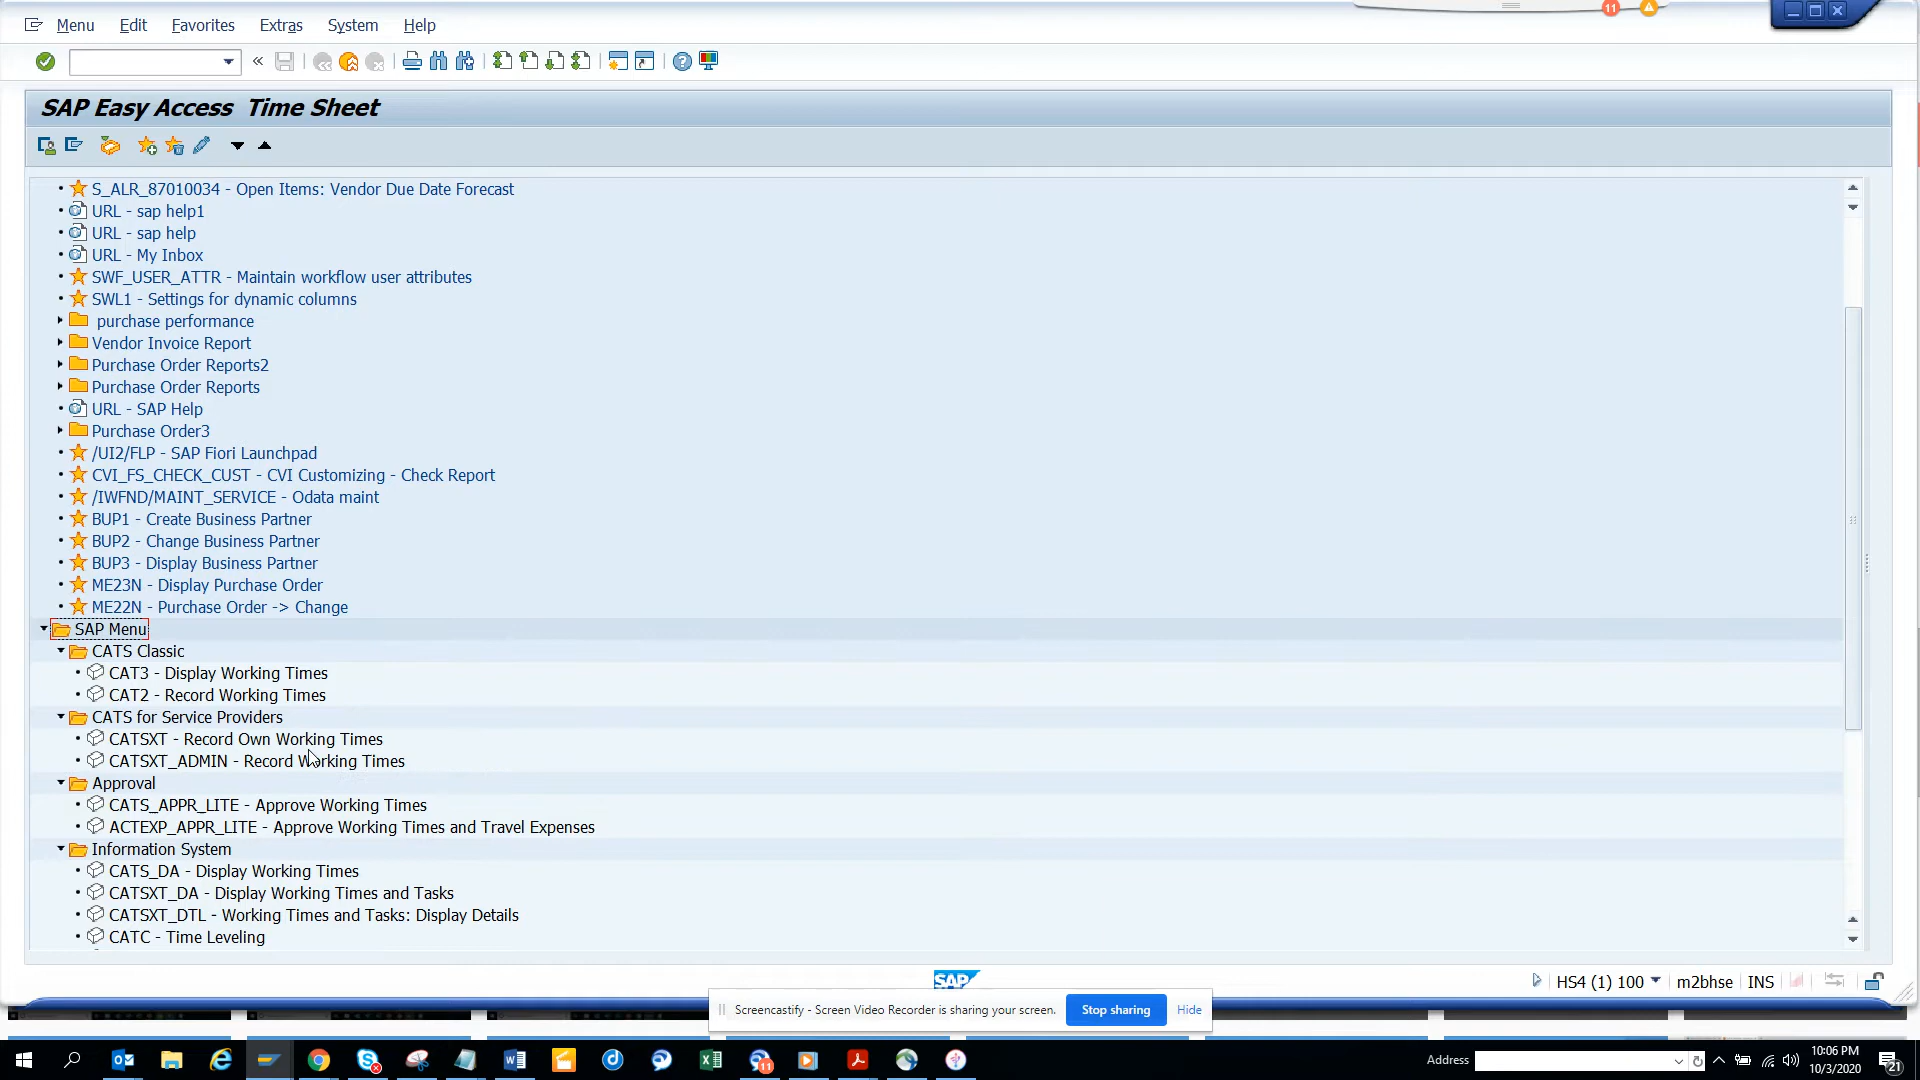 11
Menu Edit Favorites Extras System Help
SAP Easy Access Time Sheet
S_ALR_87010034 - Open Items: Vendor Due Date Forecast
URL - sap help1
URL - sap help
URL - My Inbox
SWF_USER_ATTR - Maintain workflow user attributes
SWL1 - Settings for dynamic columns
purchase performance
Vendor Invoice Report
Purchase Order Reports2
Purchase Order Reports
URL - SAP Help
Purchase Order3
/UI2/FLP - SAP Fiori Launchpad
CVI_FS_CHECK_CUST - CVI Customizing - Check Report
/IWFND/MAINT_SERVICE - Odata maint
BUP1 - Create Business Partner
BUP2 - Change Business Partner
BUP3 - Display Business Partner
ME23N - Display Purchase Order
ME22N - Purchase Order -> Change
SAP Menu
CATS Classic
CAT3 - Display Working Times
CAT2 - Record Working Times
CATS for Service Providers
CATSXT - Record Own Working Times
CATSXT_ADMIN - Record Working Times
Approval
CATS_APPR_LITE - Approve Working Times
ACTEXP_APPR_LITE - Approve Working Times and Travel Expenses
Information System
CATS_DA - Display Working Times
CATSXT_DA - Display Working Times and Tasks
CATSXT_DTL - Working Times and Tasks: Display Details
CATC - Time Leveling
SAP
HS4 (1) 100 m2bhse INS
Screencastify - Screen Video Recorder is sharing your screen. Stop sharing Hide
11
Address
10:06 PM
10/3/2020
21